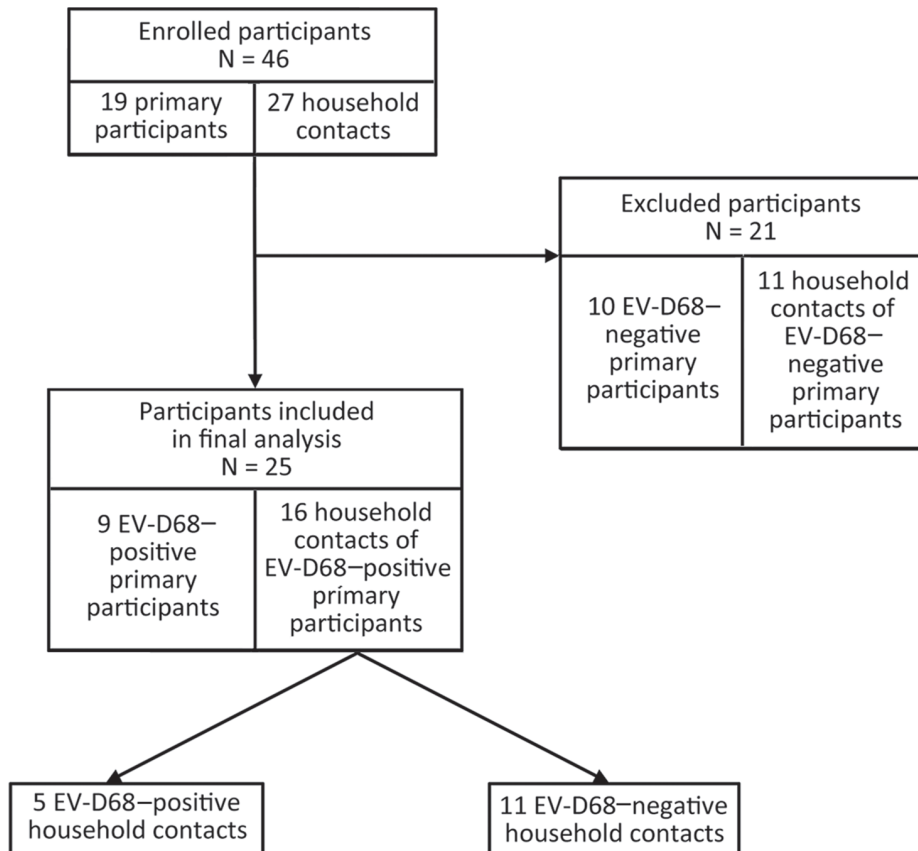 Enrolled participants
N = 46
19 primary
participants
27 household
contacts
Excluded participants
N = 21
10 EV-D68–
negative
primary
participants
11 household
contacts of
EV-D68–
negative
primary
participants
Participants included
in final analysis
N = 25
9 EV-D68–
positive
primary
participants
16 household
contacts of
EV-D68–positive
primary
participants
5 EV-D68–positive
household contacts
11 EV-D68–negative
household contacts